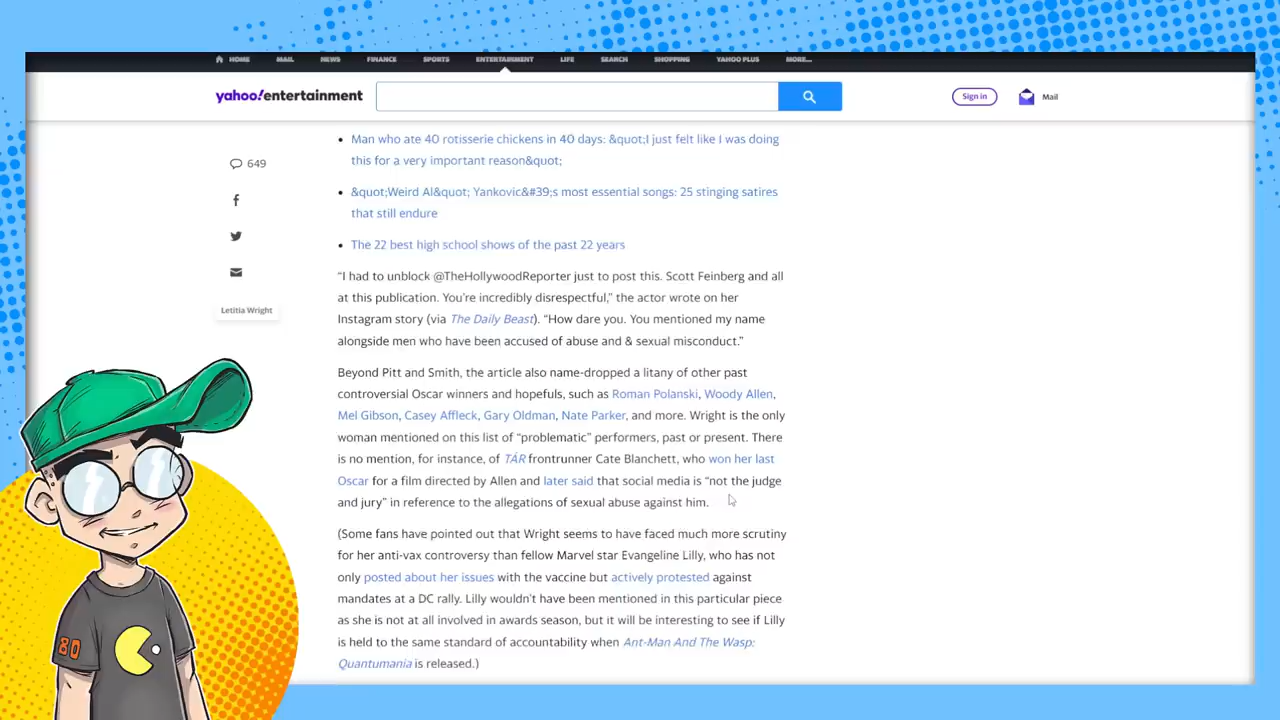 HOME MAIL NEWS FINANCE SPORTS ENTERTAINMENT LIFE SEARCH SHOPPING YAHOO PLUS MORE...
yahoo!entertainment
Sign in
Mail
649
Letitia Wright
• Man who ate 40 rotisserie chickens in 40 days: &quot;I just felt like I was doing
this for a very important reason&quot;
• &quot;Weird Al&quot; Yankovic&#39;s most essential songs: 25 stinging satires
that still endure
• The 22 best high school shows of the past 22 years
“I had to unblock @TheHollywoodReporter just to post this. Scott Feinberg and all
at this publication. You’re incredibly disrespectful,” the actor wrote on her
Instagram story (via The Daily Beast). “How dare you. You mentioned my name
alongside men who have been accused of abuse and & sexual misconduct.”
Beyond Pitt and Smith, the article also name-dropped a litany of other past
controversial Oscar winners and hopefuls, such as Roman Polanski, Woody Allen,
Mel Gibson, Casey Affleck, Gary Oldman, Nate Parker, and more. Wright is the only
woman mentioned on this list of “problematic” performers, past or present. There
is no mention, for instance, of TÁR frontrunner Cate Blanchett, who won her last
Oscar for a film directed by Allen and later said that social media is “not the judge
and jury” in reference to the allegations of sexual abuse against him.
(Some fans have pointed out that Wright seems to have faced much more scrutiny
for her anti-vax controversy than fellow Marvel star Evangeline Lilly, who has not
only posted about her issues with the vaccine but actively protested against
mandates at a DC rally. Lilly wouldn’t have been mentioned in this particular piece
as she is not at all involved in awards season, but it will be interesting to see if Lilly
is held to the same standard of accountability when Ant-Man And The Wasp:
Quantumania is released.)
80